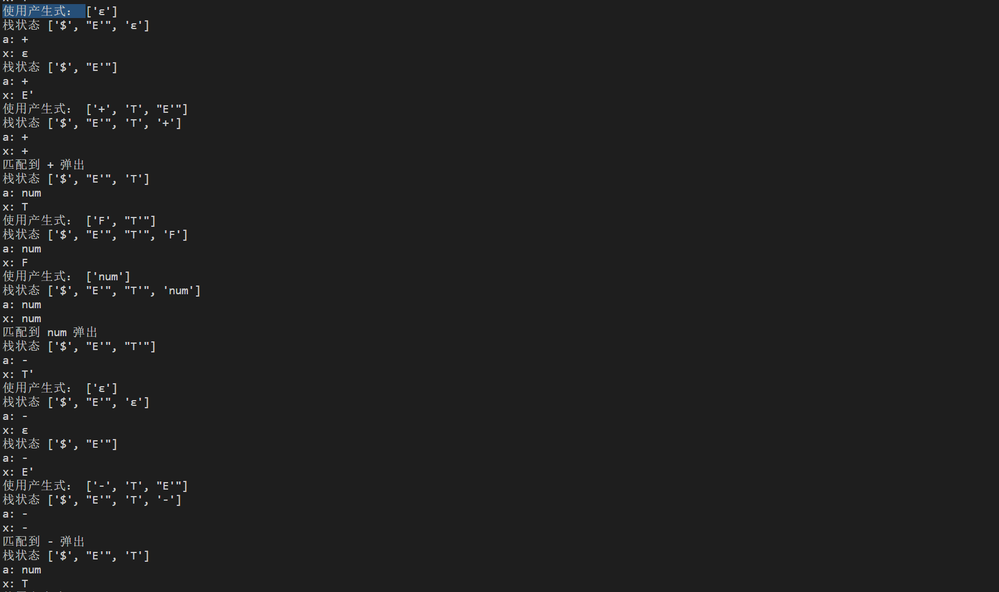 使用产生式： ['ε']
栈状态 ['$', "E'", 'ε']
a: +
x: ε
栈状态 ['$', "E'"]
a: +
x: E'
使用产生式： ['+', 'T', "E'"]
栈状态 ['$', "E'", 'T', '+']
a: +
x: +
匹配到 + 弹出
栈状态 ['$', "E'", 'T']
a: num
x: T
使用产生式： ['F', "T'"]
栈状态 ['$', "E'", "T'", 'F']
a: num
x: F
使用产生式： ['num']
栈状态 ['$', "E'", "T'", 'num']
a: num
x: num
匹配到 num 弹出
栈状态 ['$', "E'", "T'"]
a: -
x: T'
使用产生式： ['ε']
栈状态 ['$', "E'", 'ε']
a: -
x: ε
栈状态 ['$', "E'"]
a: -
x: E'
使用产生式： ['-', 'T', "E'"]
栈状态 ['$', "E'", 'T', '-']
a: -
x: -
匹配到 - 弹出
栈状态 ['$', "E'", 'T']
a: num
x: T